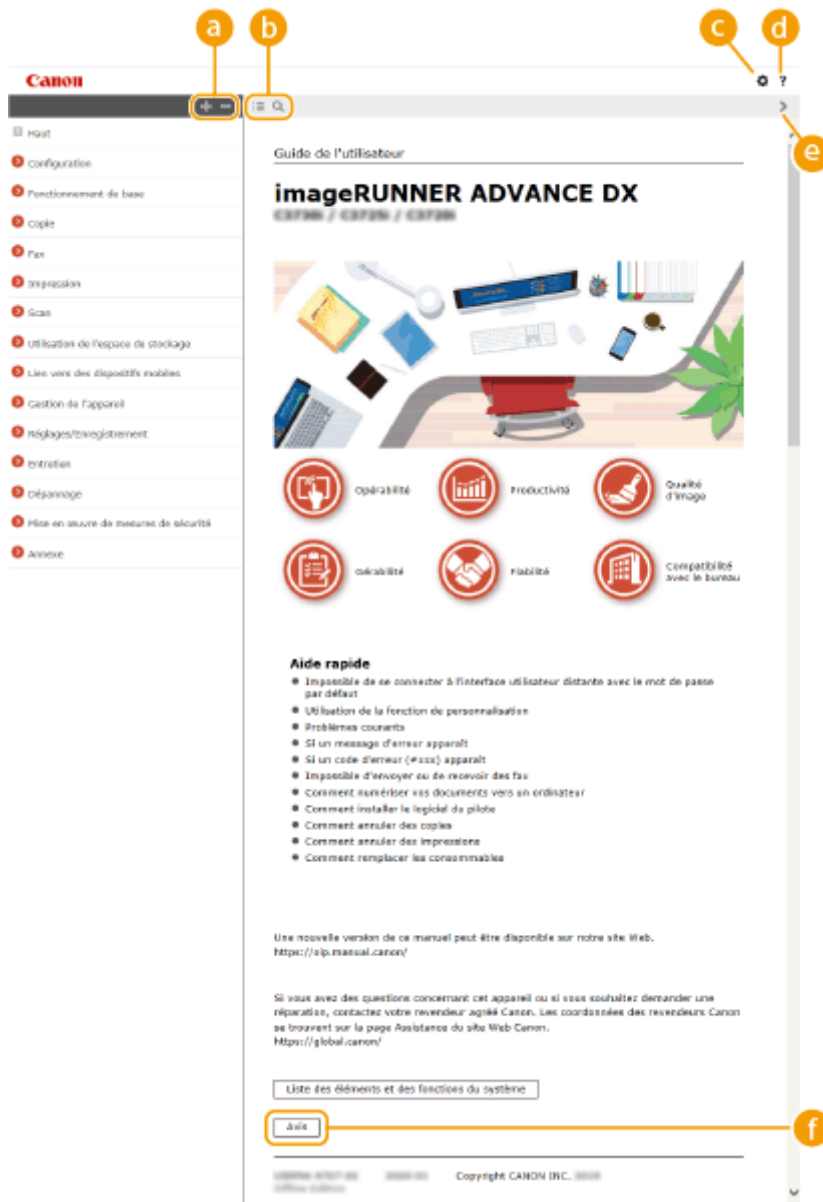 a
b
c
d
Canon
?
e
Haut
Configuration
Fonctionnement de base
Copie
Fax
Impression
Scan
Utilisation de l'espace de stockage
Lien vers des dispositifs mobiles
Gestion de l'appareil
Réglages/Enregistrement
Entretien
Dépannage
Mise en œuvre de mesures de sécurité
Annexe
Guide de l'utilisateur
imageRUNNER ADVANCE DX
Opérabilité
Productivité
Qualité
d'image
Gérabilité
Fiabilité
Compatibilité
avec le bureau
Aide rapide
Impossible de se connecter à l'interface utilisateur distante avec le mot de passe
par défaut
Utilisation de la fonction de personnalisation
Problèmes courants
Si un message d'erreur apparaît
Si un code d'erreur (#xxx) apparaît
Impossible d'envoyer ou de recevoir des fax
Comment numériser vos documents vers un ordinateur
Comment installer le logiciel du pilote
Comment annuler des copies
Comment annuler des impressions
Comment remplacer les consommables
Une nouvelle version de ce manuel peut être disponible sur notre site Web.
https://oip.manual.canon/
Si vous avez des questions concernant cet appareil ou si vous souhaitez demander une
réparation, contactez votre revendeur agréé Canon. Les coordonnées des revendeurs Canon
se trouvent sur la page Assistance du site Web Canon.
https://global.canon/
Liste des éléments et des fonctions du système
Avis
f
Copyright CANON INC.